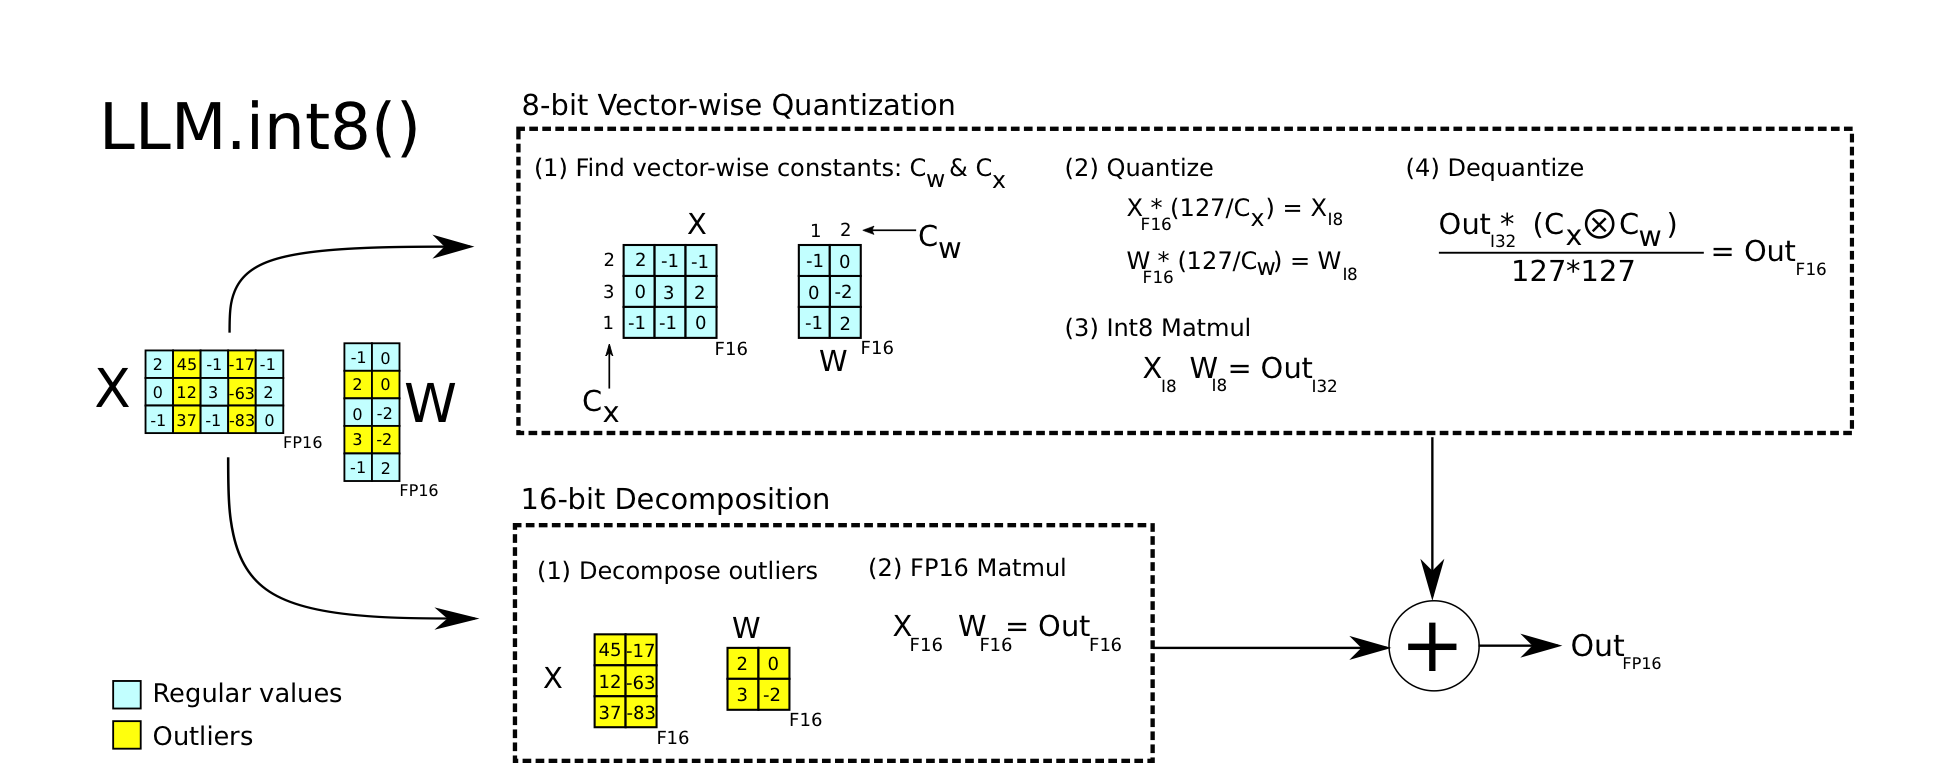 LLM.int8()
8-bit Vector-wise Quantization
(1) Find vector-wise constants: Cw & Cx
X
2 2 -1 -1
3 0 3 2
1 -1 -1 0
F16
Cx
1 2
Cw
-1 0
0 -2
-1 2
F16
W
(2) Quantize
XF16 * (127/Cx) = XI8
WF16 * (127/Cw) = WI8
(3) Int8 Matmul
XI8 WI8 = OutI32
(4) Dequantize
OutI32 * (Cx⊗Cw)
127*127
= OutF16
X
2 45 -1 -17 -1
0 12 3 -63 2
-1 37 -1 -83 0
FP16
-1 0
2 0
0 -2
3 -2
-1 2
W
FP16
16-bit Decomposition
(1) Decompose outliers
X
45 -17
12 -63
37 -83
F16
W
2 0
3 -2
F16
(2) FP16 Matmul
XF16 WF16 = OutF16
+
OutFP16
Regular values
Outliers